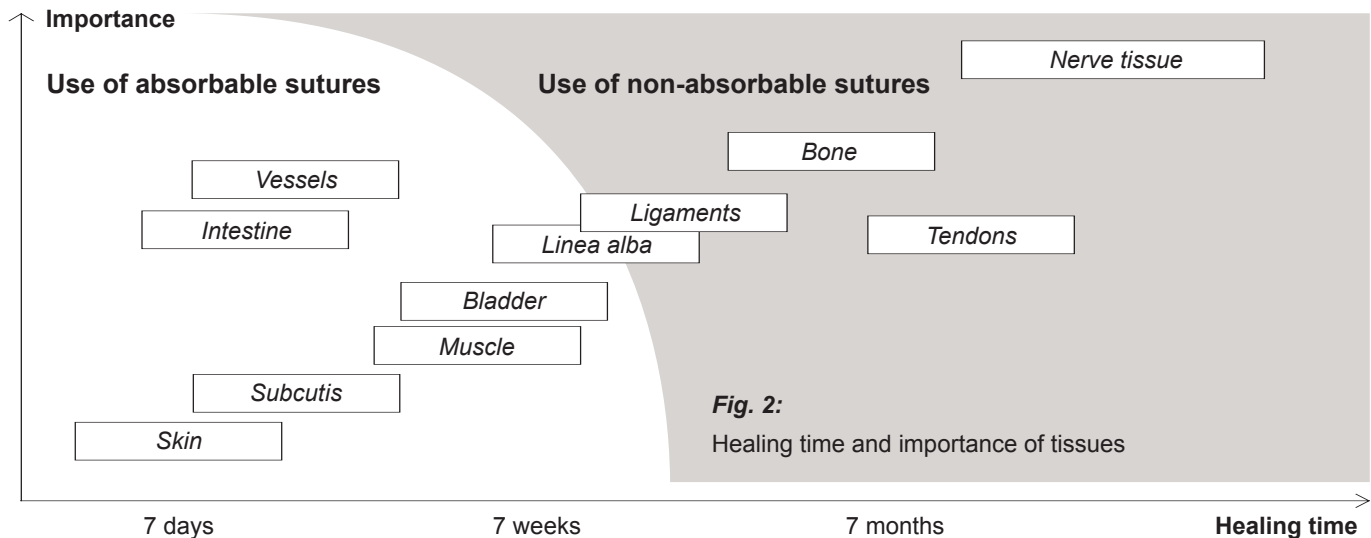 Importance
Use of absorbable sutures
Use of non-absorbable sutures
Nerve tissue
Bone
Vessels
Ligaments
Intestine
Linea alba
Tendons
Bladder
Muscle
Subcutis
Skin
Fig. 2:
Healing time and importance of tissues
7 days
7 weeks
7 months
Healing time